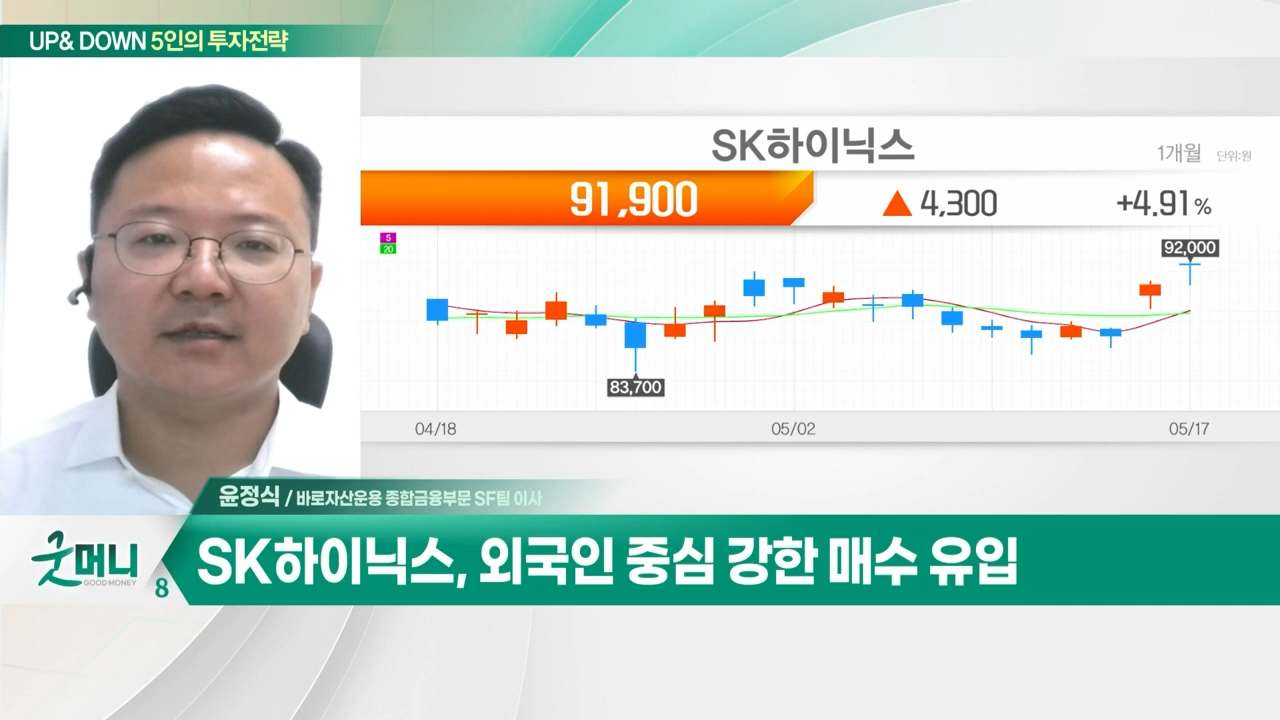 UP& DOWN 5인의 투자전략
SK하이닉스
1개월 단위:원
91,900 ▲ 4,300 +4.91%
5
20
92,000
83,700
04/18 05/02 05/17
윤정식 / 바로자산운용 종합금융부문 SF팀 이사
굿머니
GOOD MONEY
8
SK하이닉스, 외국인 중심 강한 매수 유입